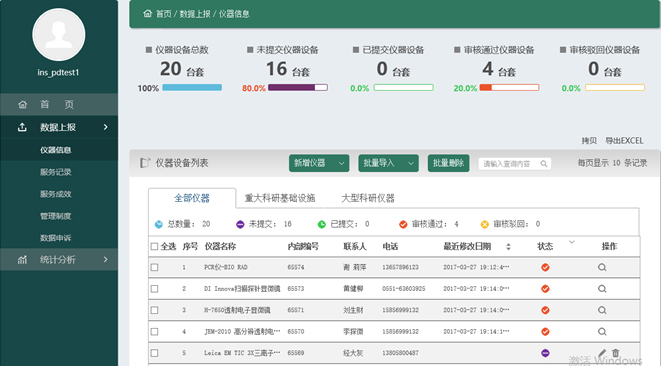 首页 / 数据上报 / 仪器信息
ins_pdtest1
首 页
数据上报
仪器信息
服务记录
服务成效
管理制度
数据申诉
统计分析
仪器设备总数 未提交仪器设备 已提交仪器设备 审核通过仪器设备 审核驳回仪器设备
20 台套 16 台套 0 台套 4 台套 0 台套
100% 80.0% 0.0% 20.0% 0.0%
拷贝 导出EXCEL
仪器设备列表 新增仪器 批量导入 批量删除 请输入查询内容 每页显示 10 条记录
全部仪器 重大科研基础设施 大型科研仪器
总数量: 20 未提交: 16 已提交: 0 审核通过: 4 审核驳回: 0
全选 序号 仪器名称 内部编号 联系人 电话 最近修改日期 状态 操作
1 PCR仪-BIO RAD 65574 谢 莉萍 13657896123 2017-03-27 19:12:4···
2 DI Innova扫描探针显微镜 65573 黄健柳 0551-63603925 2017-03-27 19:14:0···
3 H-7650透射电子显微镜 65571 刘生财 15856999132 2017-03-27 19:14:0···
4 JEM-2010 高分辨透射电··· 65570 李探微 15856999132 2017-03-27 19:14:1···
5 Leica EM TIC 3X三离子··· 65569 经大友 13805800487
激活 Windows